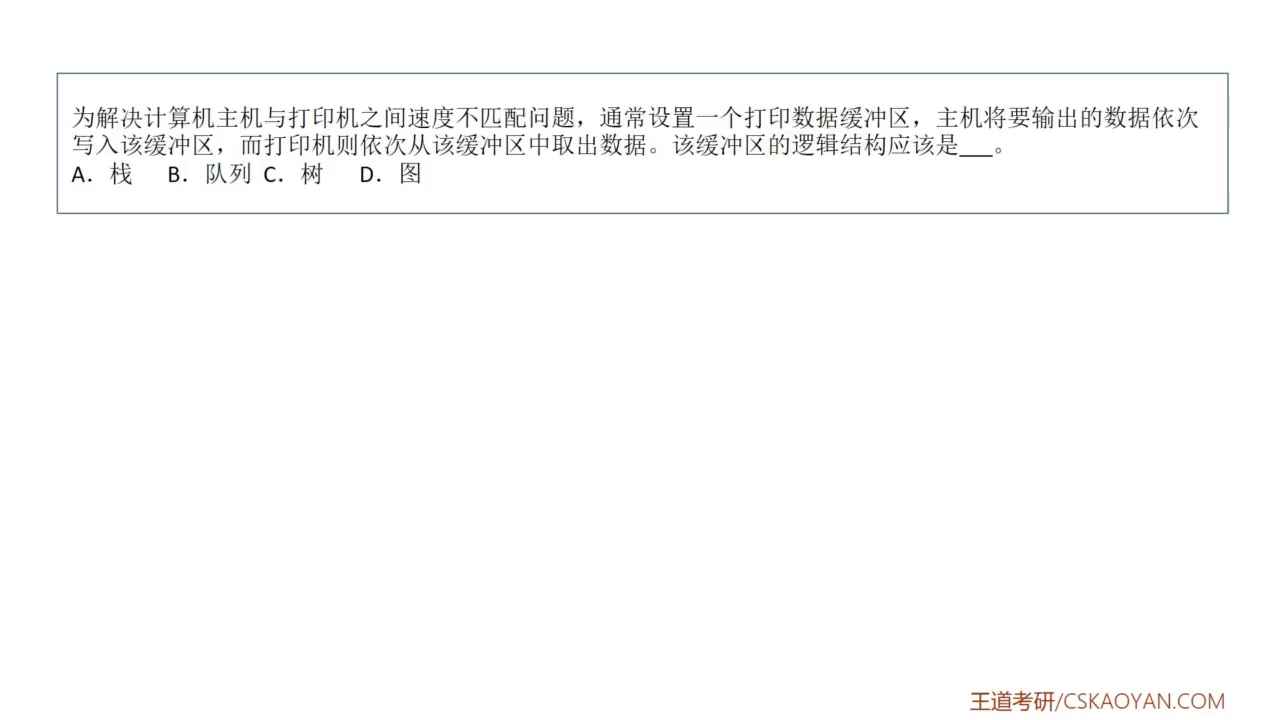 为解决计算机主机与打印机之间速度不匹配问题，通常设置一个打印数据缓冲区，主机将要输出的数据依次
写入该缓冲区，而打印机则依次从该缓冲区中取出数据。该缓冲区的逻辑结构应该是___。
A. 栈 B. 队列 C. 树 D. 图
王道考研/CSKAOYAN.COM